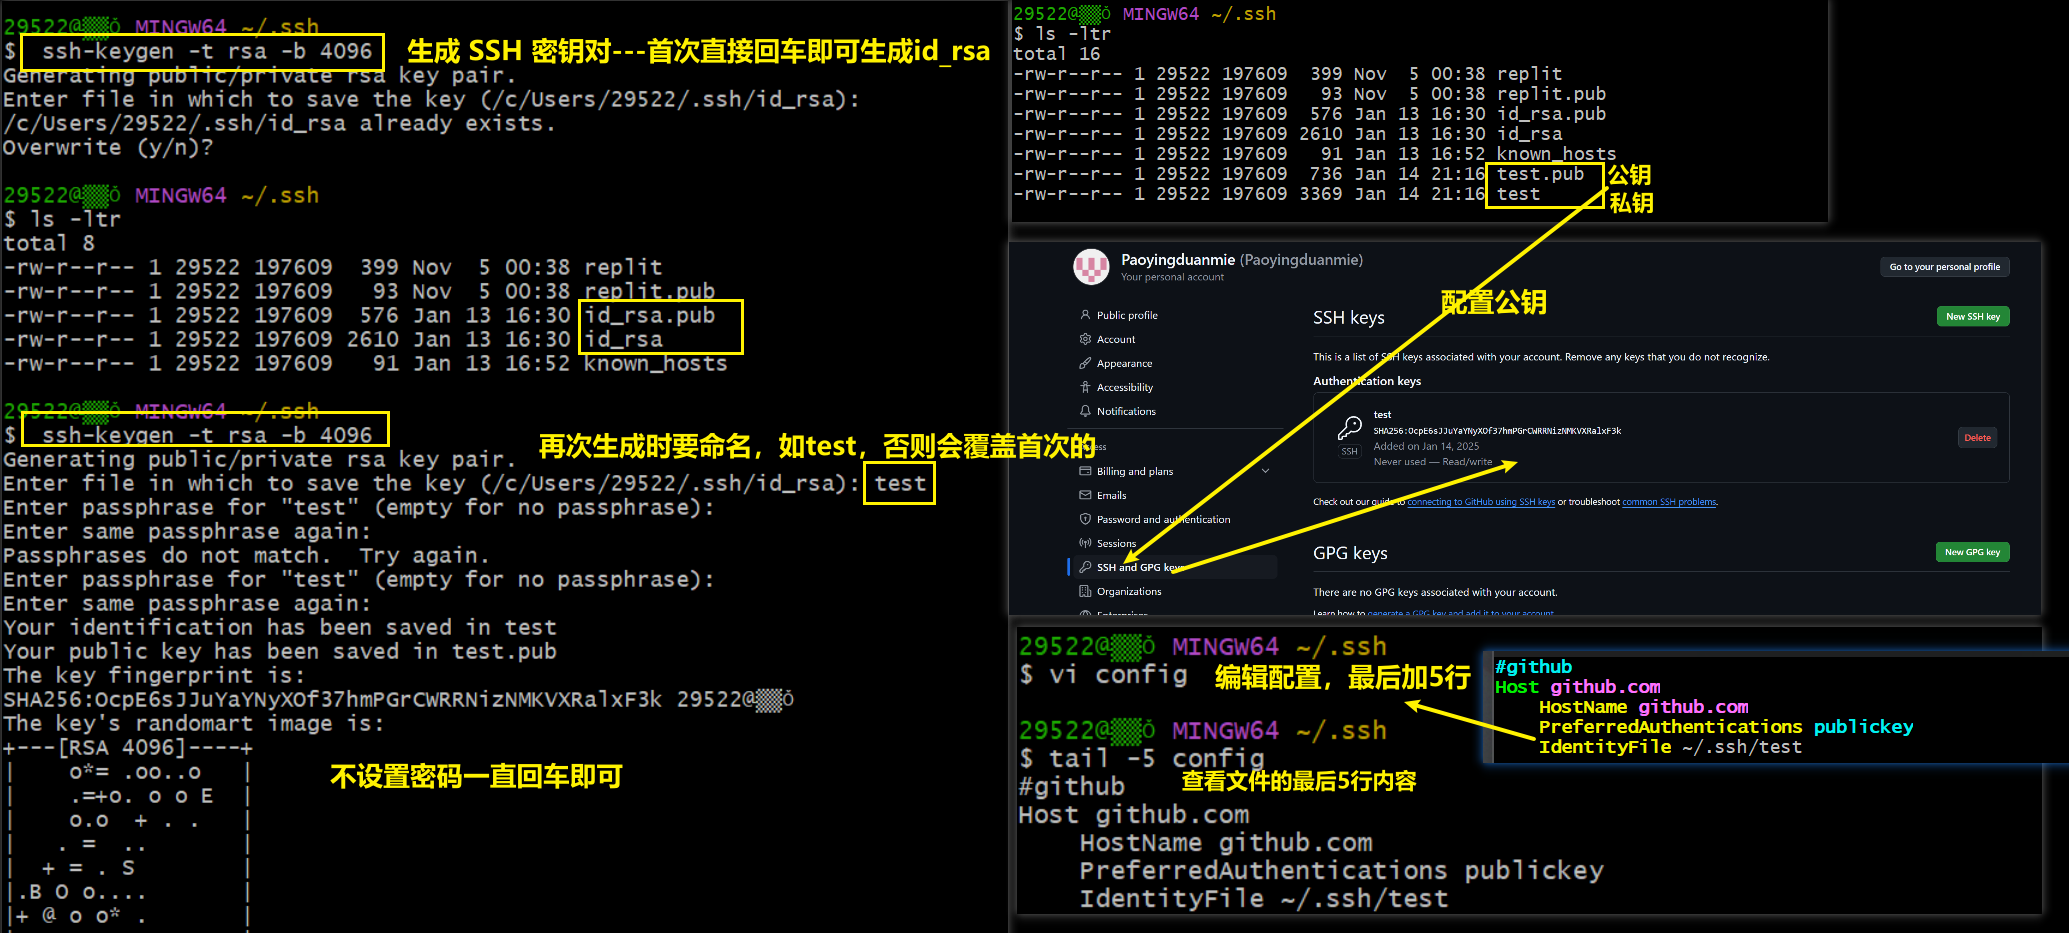 29522@▒▒ŏ MINGW64 ~/.ssh
$ ssh-keygen -t rsa -b 4096
生成 SSH 密钥对---首次直接回车即可生成id_rsa
Generating public/private rsa key pair.
Enter file in which to save the key (/c/Users/29522/.ssh/id_rsa):
/c/Users/29522/.ssh/id_rsa already exists.
Overwrite (y/n)?
29522@▒▒ŏ MINGW64 ~/.ssh
$ ls -ltr
total 8
-rw-r--r-- 1 29522 197609  399 Nov  5 00:38 replit
-rw-r--r-- 1 29522 197609   93 Nov  5 00:38 replit.pub
-rw-r--r-- 1 29522 197609  576 Jan 13 16:30 id_rsa.pub
-rw-r--r-- 1 29522 197609 2610 Jan 13 16:30 id_rsa
-rw-r--r-- 1 29522 197609   91 Jan 13 16:52 known_hosts
29522@▒▒ŏ MINGW64 ~/.ssh
$ ssh-keygen -t rsa -b 4096
再次生成时要命名，如test，否则会覆盖首次的
Generating public/private rsa key pair.
Enter file in which to save the key (/c/Users/29522/.ssh/id_rsa): test
Enter passphrase for "test" (empty for no passphrase):
Enter same passphrase again:
Passphrases do not match.  Try again.
Enter passphrase for "test" (empty for no passphrase):
Enter same passphrase again:
Your identification has been saved in test
Your public key has been saved in test.pub
The key fingerprint is:
SHA256:OcpE6sJJuYaYNyXOf37hmPGrCWRRNizNMKVXRalxF3k 29522@▒▒ŏ
The key's randomart image is:
+---[RSA 4096]----+
|    o*= .oo..o   |
|    .=+o. o o E  |
|    o.o  + . .   |
|   . =  ..       |
|  + = . S        |
|.B O o....       |
|+ @ o o* .       |
不设置密码一直回车即可
29522@▒▒ŏ MINGW64 ~/.ssh
$ ls -ltr
total 16
-rw-r--r-- 1 29522 197609  399 Nov  5 00:38 replit
-rw-r--r-- 1 29522 197609   93 Nov  5 00:38 replit.pub
-rw-r--r-- 1 29522 197609  576 Jan 13 16:30 id_rsa.pub
-rw-r--r-- 1 29522 197609 2610 Jan 13 16:30 id_rsa
-rw-r--r-- 1 29522 197609   91 Jan 13 16:52 known_hosts
-rw-r--r-- 1 29522 197609  736 Jan 14 21:16 test.pub 公钥
-rw-r--r-- 1 29522 197609 3369 Jan 14 21:16 test 私钥
Paoyingduanmie (Paoyingduanmie)
Your personal account
Go to your personal profile
配置公钥
Public profile
Account
Appearance
Accessibility
Notifications
Billing and plans
Emails
Password and authentication
Sessions
SSH and GPG keys
Organizations
Enterprises
SSH keys
New SSH key
This is a list of SSH keys associated with your account. Remove any keys that you do not recognize.
Authentication keys
test
SHA256:OcpE6sJJuYaYNyXOf37hmPGrCWRRNizNMKVXRalxF3k
Added on Jan 14, 2025
Never used — Read/write
SSH
Delete
Check out our guide to connecting to GitHub using SSH keys or troubleshoot common SSH problems.
GPG keys
New GPG key
There are no GPG keys associated with your account.
Learn how to generate a GPG key and add it to your account
29522@▒▒ŏ MINGW64 ~/.ssh
$ vi config
编辑配置，最后加5行
#github
Host github.com
    HostName github.com
    PreferredAuthentications publickey
    IdentityFile ~/.ssh/test
29522@▒▒ŏ MINGW64 ~/.ssh
$ tail -5 config
查看文件的最后5行内容
#github
Host github.com
    HostName github.com
    PreferredAuthentications publickey
    IdentityFile ~/.ssh/test